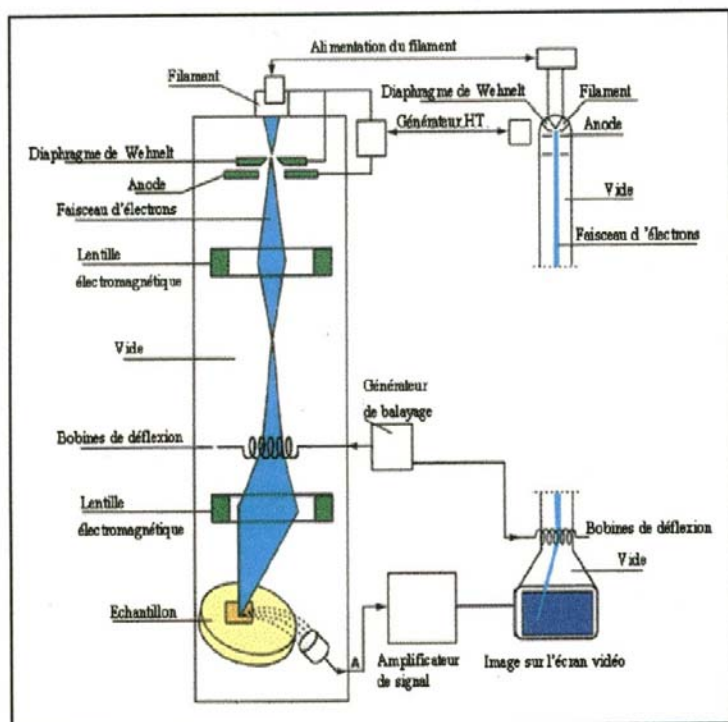 Alimentation du filament
Filament
Diaphragme de Wehnelt
Filament
Anode
Générateur HT
Diaphragme de Wehnelt
Anode
Faisceau d'électrons
Vide
Faisceau d'électrons
Lentille
électromagnétique
Vide
Générateur
de balayage
Bobines de déflexion
Lentille
électromagnétique
Bobines de déflexion
Vide
Echantillon
A
Amplificateur
de signal
Image sur l'écran vidéo